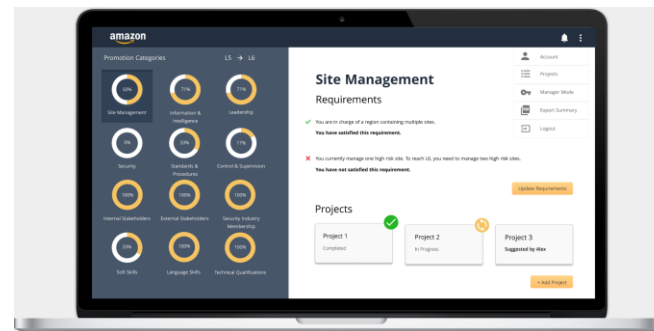 amazon
Promotion Categories L5 → L6
58%
71%
71%
Site Management
Information & Intelligence
Leadership
0%
33%
17%
Security
Standards & Procedures
Control & Supervision
100%
100%
100%
Internal Stakeholders
External Stakeholders
Security Industry Membership
33%
100%
100%
Soft Skills
Language Skills
Technical Qualifications
Site Management
Requirements
You are in charge of a region containing multiple sites.
You have satisfied this requirement.
You currently manage one high risk site. To reach L6, you need to manage two high risk sites.
You have not satisfied this requirement.
Update Requirements
Projects
Project 1
Completed
Project 2
In Progress
Project 3
Suggested by Alex
+ Add Project
Account
Projects
Manager Mode
Export Summary
Logout